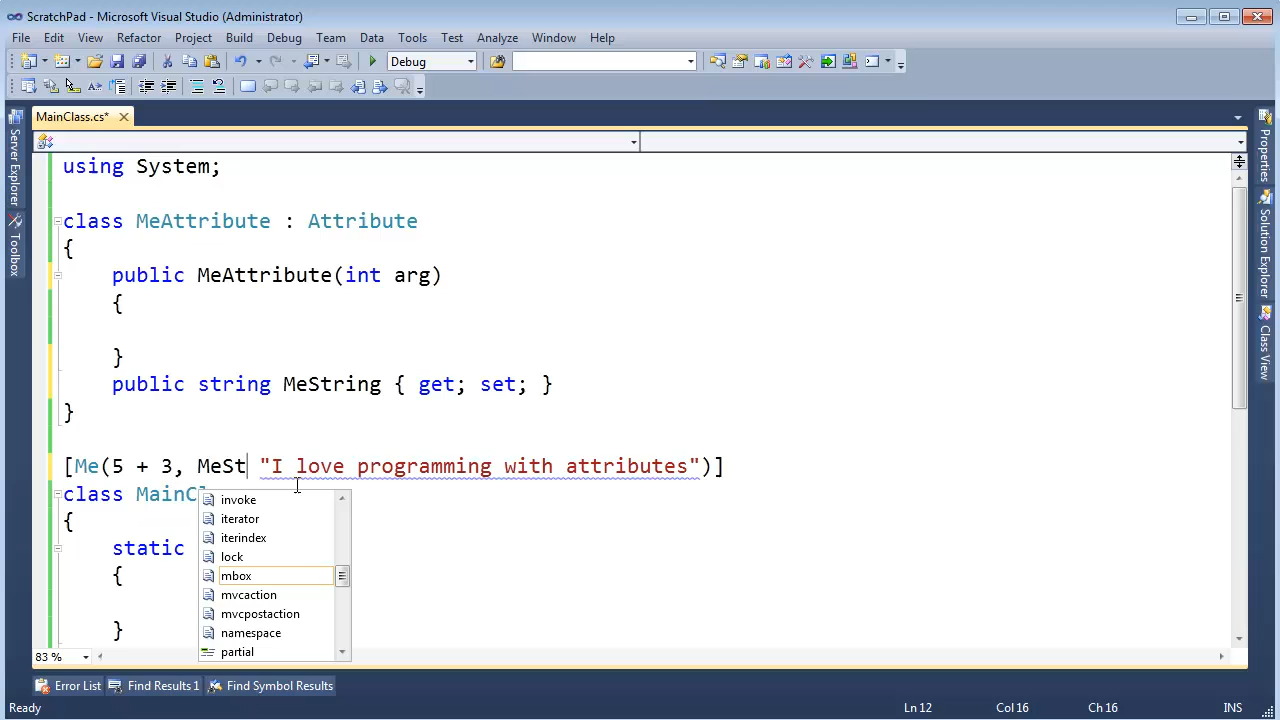 ScratchPad - Microsoft Visual Studio (Administrator)
File Edit View Refactor Project Build Debug Team Data Tools Test Analyze Window Help
Debug
MainClass.cs*
Server Explorer
Toolbox
Properties
Solution Explorer
Class View
using System;
class MeAttribute : Attribute
{
public MeAttribute(int arg)
{
}
public string MeString { get; set; }
}
[Me(5 + 3, MeSt "I love programming with attributes")]
class MainCl
{
static
{
}
invoke
iterator
iterindex
lock
mbox
mvcaction
mvcpostaction
namespace
partial
83 %
Error List Find Results 1 Find Symbol Results
Ready Ln 12 Col 16 Ch 16 INS